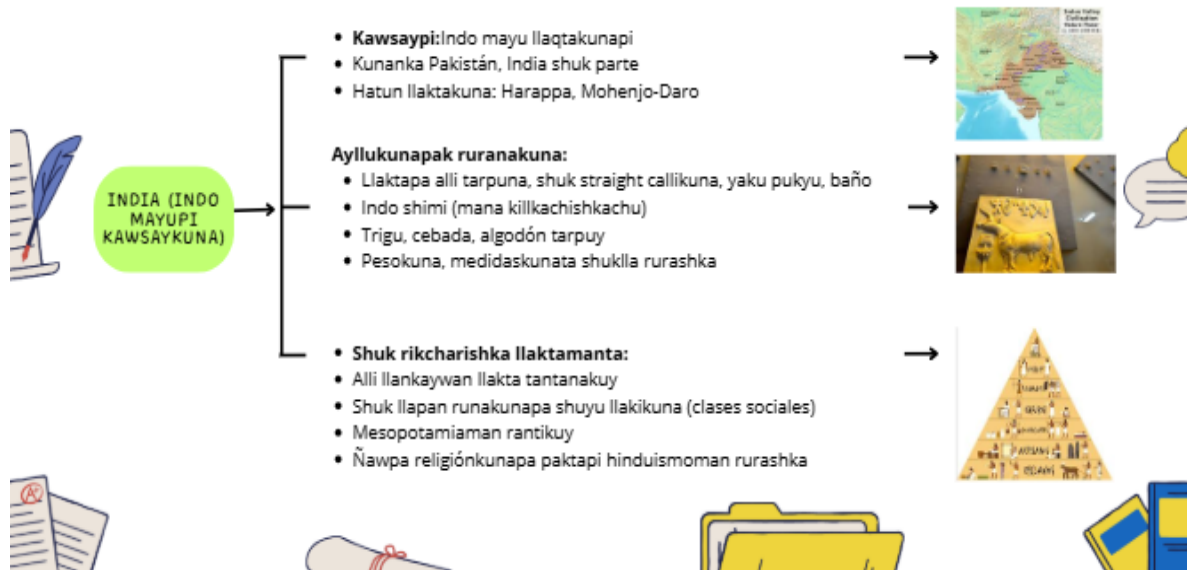 INDIA (INDO
MAYUPI
KAWSAYKUNA)
Kawsaypi:Indo mayu llaqtakunapi
Kunanka Pakistán, India shuk parte
Hatun llaktakuna: Harappa, Mohenjo-Daro
Ayllukunapak ruranakuna:
Llaktapa alli tarpuna, shuk straight callikuna, yaku pukyu, baño
Indo shimi (mana killkachishkachu)
Trigu, cebada, algodón tarpuy
Pesokuna, medidaskunata shuklla rurashka
Shuk rikcharishka llaktamanta:
Alli llankaywan llakta tantanakuy
Shuk llapan runakunapa shuyu llakikuna (clases sociales)
Mesopotamiaman rantikuy
Ñawpa religiónkunapa paktapi hinduismoman rurashka
A+